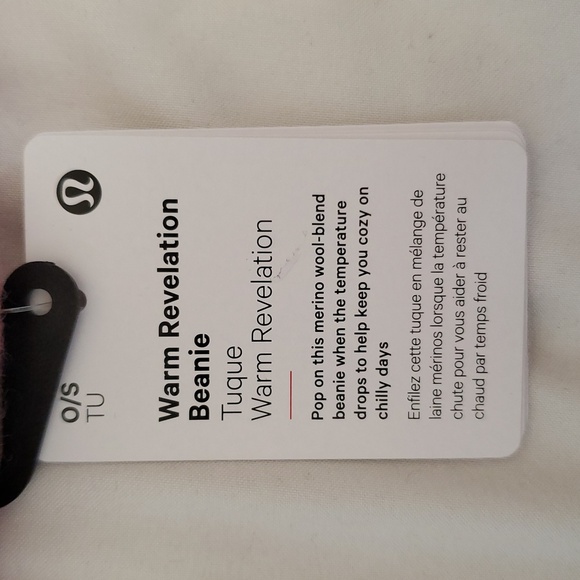 O/S
TU
Warm Revelation
Beanie
Tuque
Warm Revelation
Pop on this merino wool-blend
beanie when the temperature
drops to help keep you cozy on
chilly days
Enfilez cette tuque en mélange de
laine mérinos lorsque la température
chute pour vous aider à rester au
chaud par temps froid